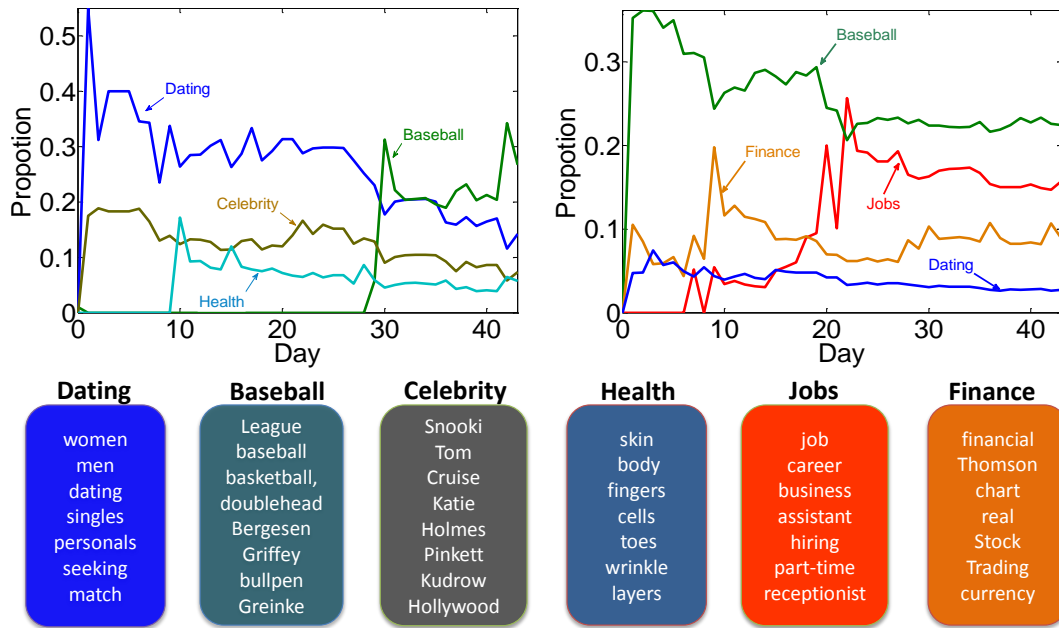 0.5
0.4
0.3
0.2
0.1
0
Propotion
Dating
Baseball
Celebrity
Health
10
20
30
40
Day
0.3
0.2
0.1
0
Propotion
Baseball
Finance
Jobs
Dating
0
10
20
30
40
Day
Dating
women
men
dating
singles
personals
seeking
match
Baseball
League
baseball
basketball,
doublehead
Bergesen
Griffey
bullpen
Greinke
Celebrity
Snooki
Tom
Cruise
Katie
Holmes
Pinkett
Kudrow
Hollywood
Health
skin
body
fingers
cells
toes
wrinkle
layers
Jobs
job
career
business
assistant
hiring
part-time
receptionist
Finance
financial
Thomson
chart
real
Stock
Trading
currency